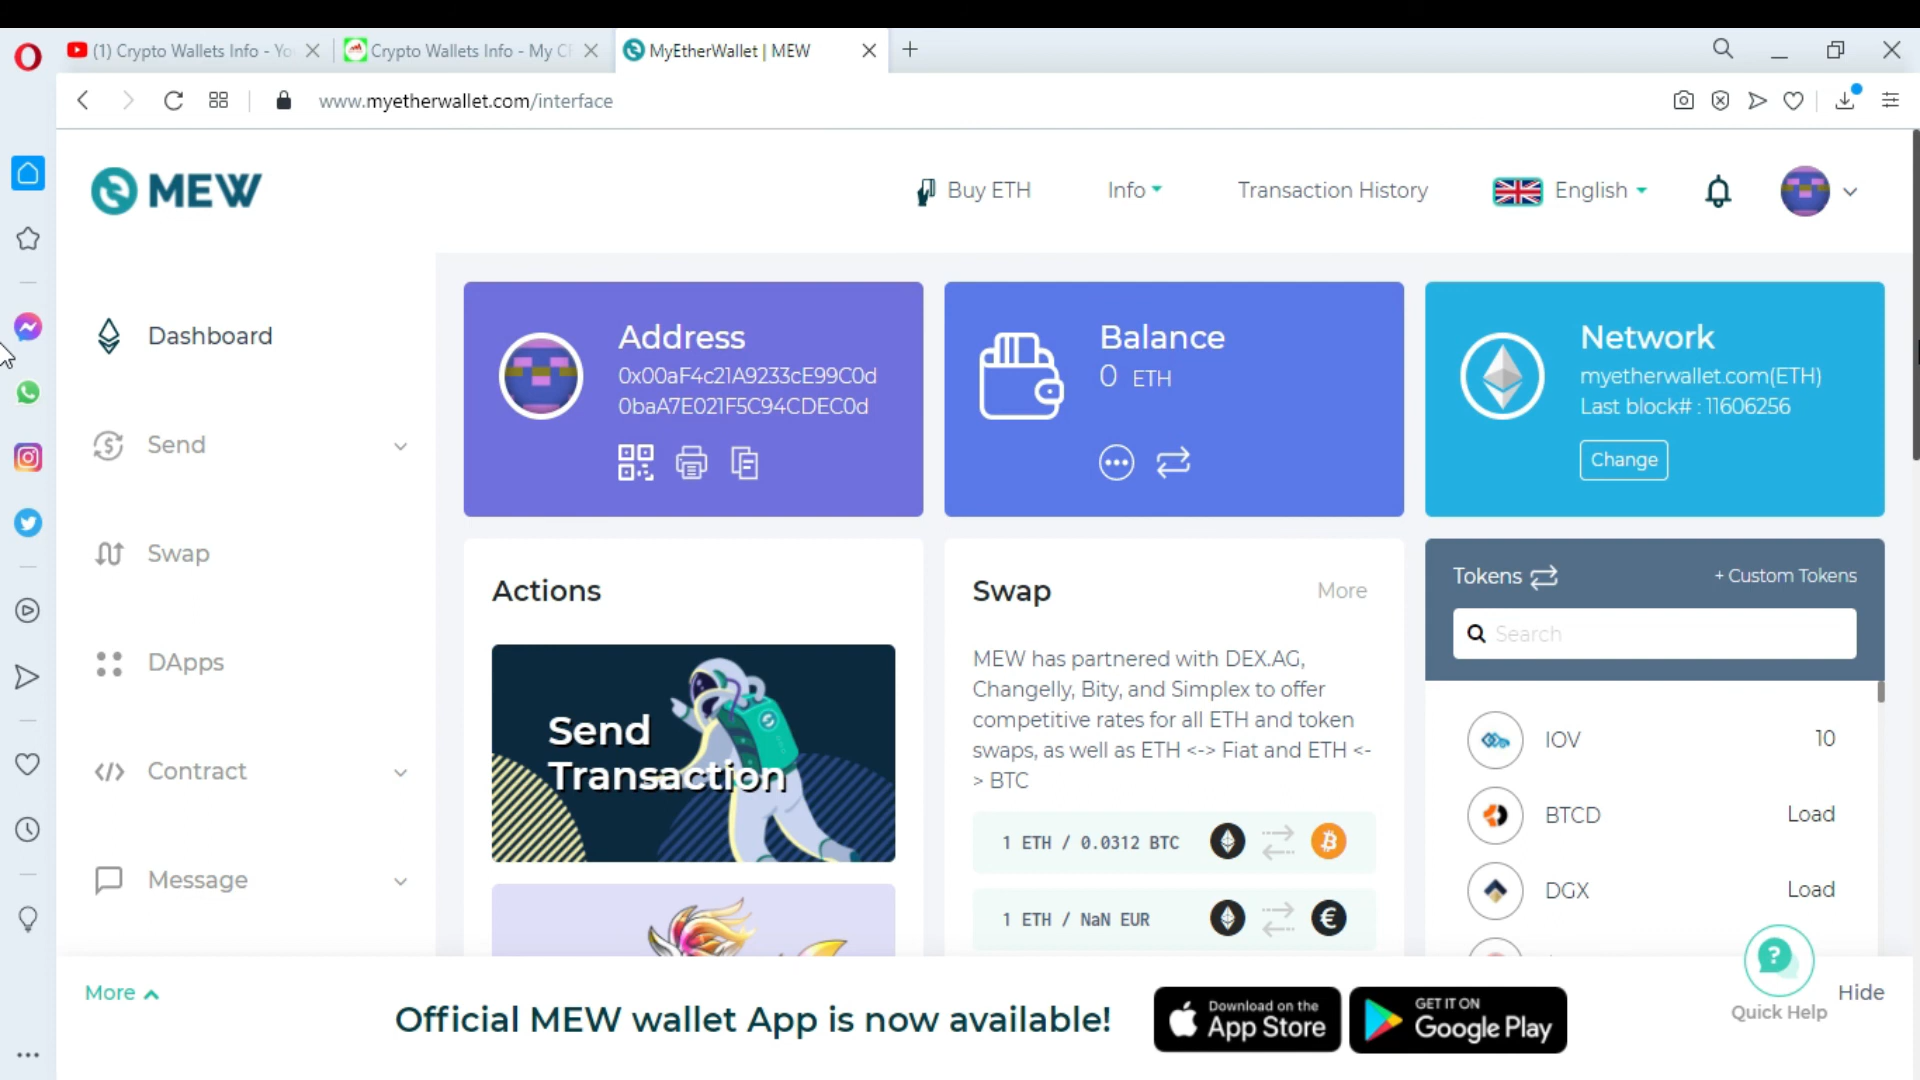 (1) Crypto Wallets Info - Yo
Crypto Wallets Info - My C
MyEtherWallet | MEW
www.myetherwallet.com/interface
MEW
Buy ETH
Info
Transaction History
English
Dashboard
Send
Swap
DApps
Contract
Message
Address
0x00aF4c21A9233cE99C0d
0baA7E021F5C94CDEC0d
Balance
0 ETH
Network
myetherwallet.com(ETH)
Last block# : 11606256
Change
Actions
Send
Transaction
Swap
More
MEW has partnered with DEX.AG,
Changelly, Bity, and Simplex to offer
competitive rates for all ETH and token
swaps, as well as ETH <-> Fiat and ETH <-
> BTC
1 ETH / 0.0312 BTC
1 ETH / NaN EUR
Tokens
+ Custom Tokens
Search
IOV 10
BTCD Load
DGX Load
More
Official MEW wallet App is now available!
Download on the
App Store
GET IT ON
Google Play
Quick Help
Hide